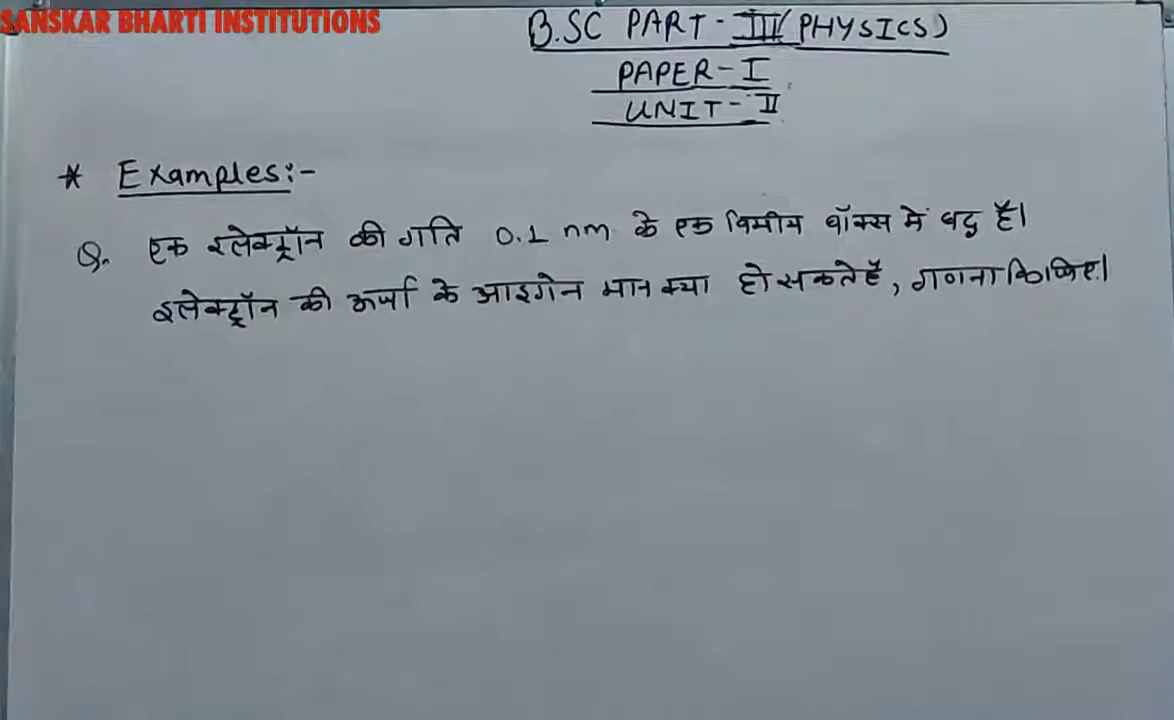 SANSKAR BHARTI INSTITUTIONS
B.SC PART-III (PHYSICS)
PAPER-I
UNIT-II
* Examples:-
Q. एक इलेक्ट्रॉन की गति 0.1 nm के एक विमीय बॉक्स में बद्ध है।
इलेक्ट्रॉन की ऊर्जा के आइगेन मान क्या हो सकते हैं, गणना किजिए।